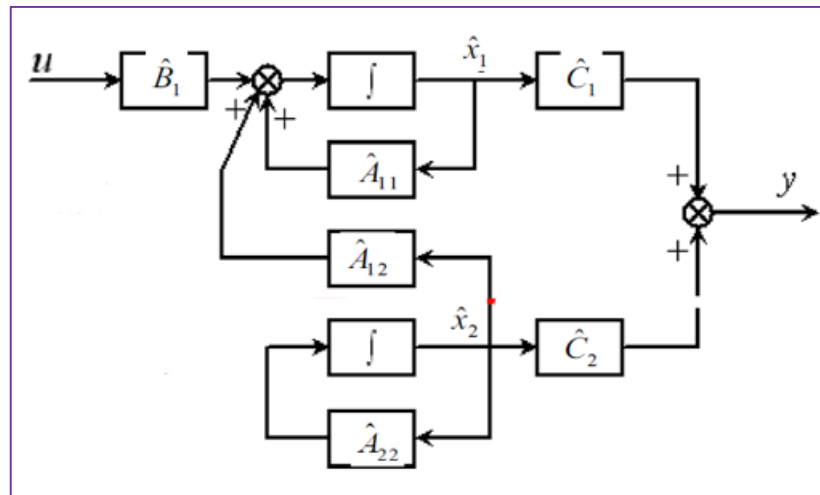 u
B̂₁
∫
x̂₁
Ĉ₁
+
+
Â₁₁
+
y
Â₁₂
+
∫
x̂₂
Ĉ₂
Â₂₂